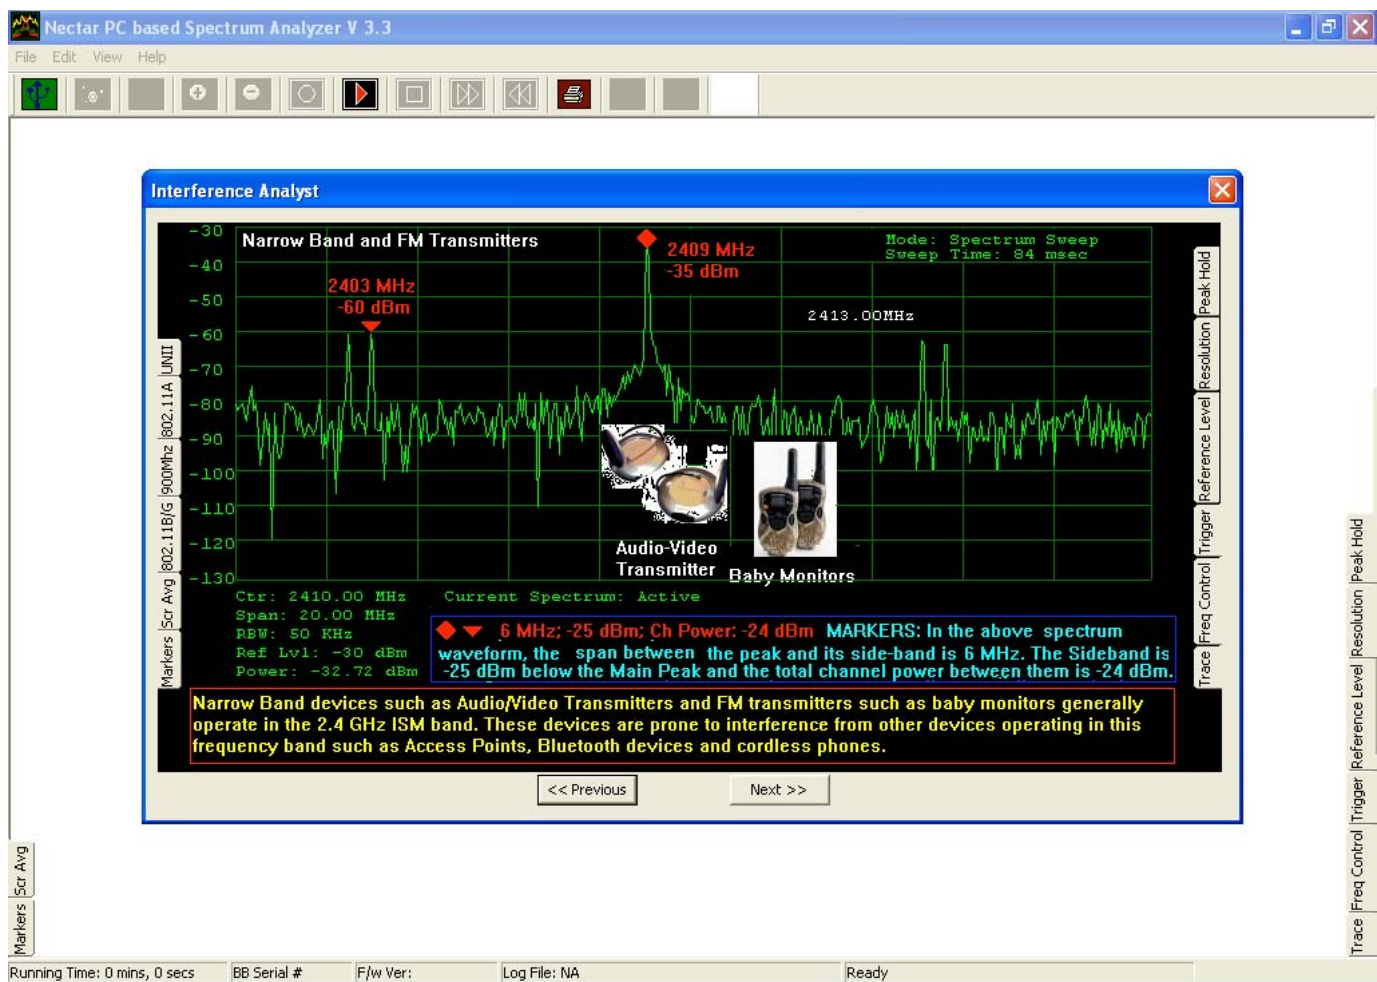 Nectar PC based Spectrum Analyzer V 3.3
File Edit View Help
Interference Analyst
Narrow Band and FM Transmitters
Mode: Spectrum Sweep
Sweep Time: 84 msec
2409 MHz
-35 dBm
2403 MHz
-60 dBm
2413.00MHz
-30
-40
-50
-60
-70
-80
-90
-100
-110
-120
-130
Audio-Video
Transmitter
Baby Monitors
UNII
802.11A
900Mhz
802.11B/G
Scr Avg
Markers
Peak Hold
Resolution
Reference Level
Trigger
Freq Control
Trace
Ctr: 2410.00 MHz
Span: 20.00 MHz
RBW: 50 KHz
Ref Lvl: -30 dBm
Power: -32.72 dBm
Current Spectrum: Active
6 MHz; -25 dBm; Ch Power: -24 dBm MARKERS: In the above spectrum
waveform, the span between the peak and its side-band is 6 MHz. The Sideband is
-25 dBm below the Main Peak and the total channel power between them is -24 dBm.
Narrow Band devices such as Audio/Video Transmitters and FM transmitters such as baby monitors generally
operate in the 2.4 GHz ISM band. These devices are prone to interference from other devices operating in this
frequency band such as Access Points, Bluetooth devices and cordless phones.
<< Previous
Next >>
Scr Avg
Markers
Peak Hold
Resolution
Reference Level
Trigger
Freq Control
Trace
Running Time: 0 mins, 0 secs
BB Serial #
F/w Ver:
Log File: NA
Ready